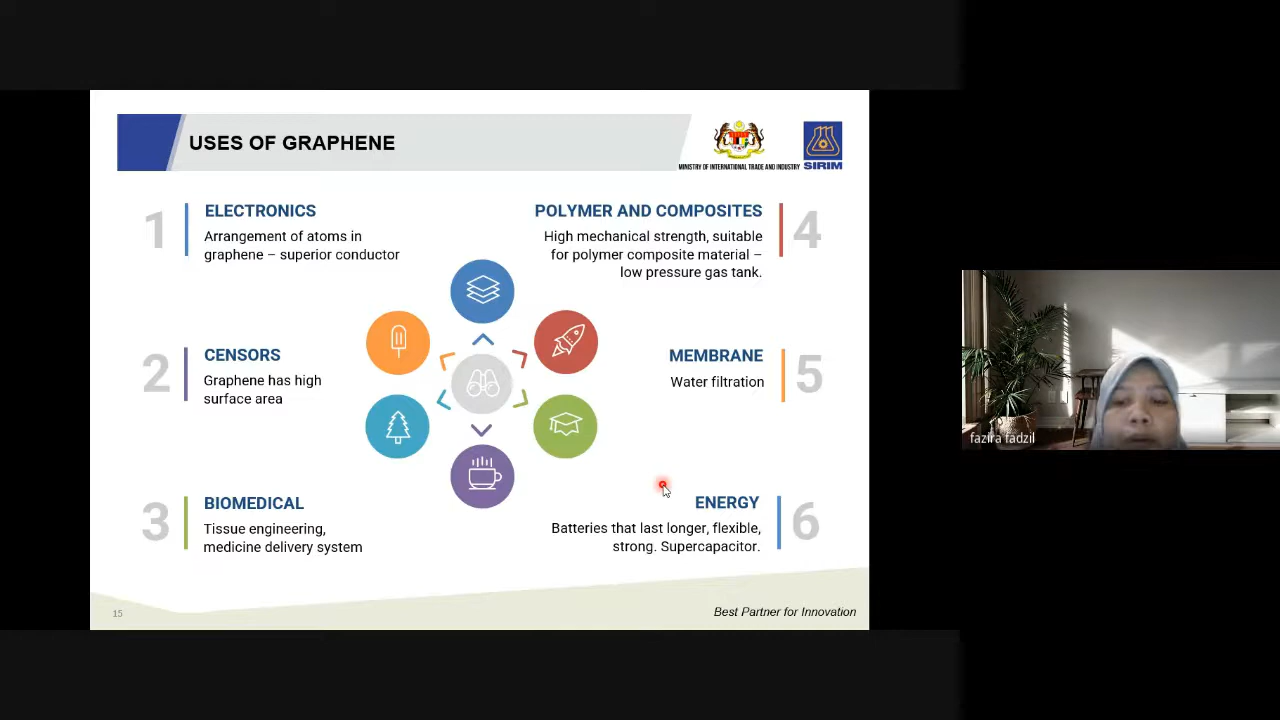 USES OF GRAPHENE
MINISTRY OF INTERNATIONAL TRADE AND INDUSTRY
SIRIM
1
ELECTRONICS
Arrangement of atoms in
graphene – superior conductor
2
CENSORS
Graphene has high
surface area
3
BIOMEDICAL
Tissue engineering,
medicine delivery system
POLYMER AND COMPOSITES
4
High mechanical strength, suitable
for polymer composite material –
low pressure gas tank.
MEMBRANE
5
Water filtration
ENERGY
6
Batteries that last longer, flexible,
strong. Supercapacitor.
15
Best Partner for Innovation
fazira fadzil